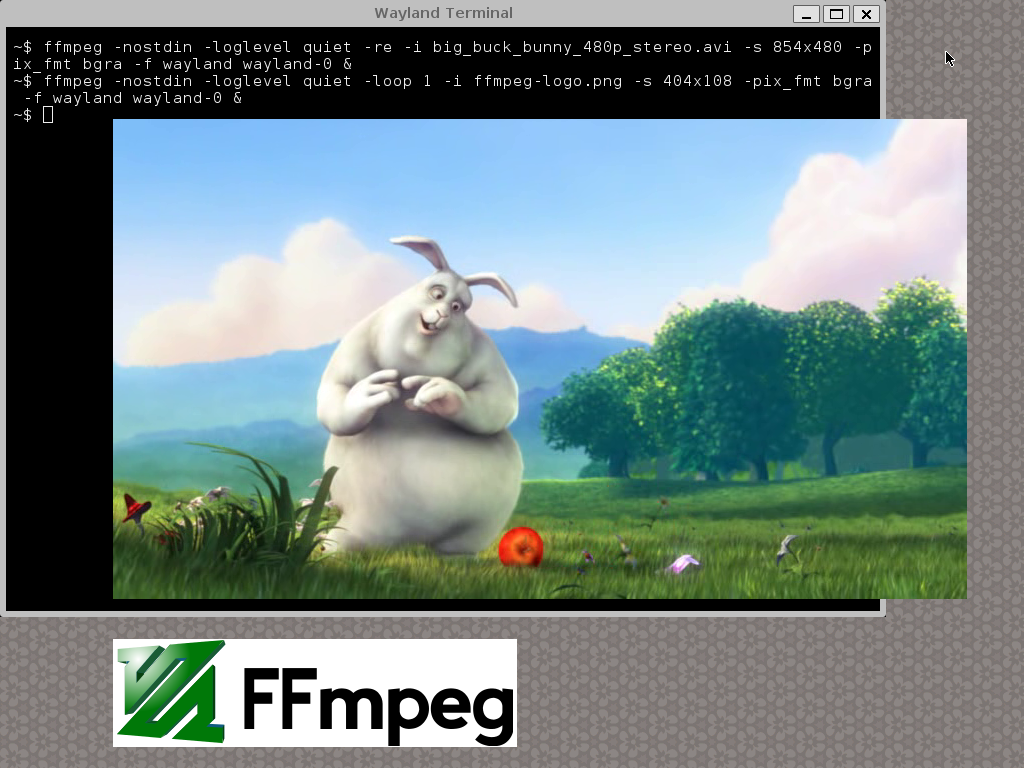 Wayland Terminal
~$ ffmpeg -nostdin -loglevel quiet -re -i big_buck_bunny_480p_stereo.avi -s 854x480 -p
ix_fmt bgra -f wayland wayland-0 &
~$ ffmpeg -nostdin -loglevel quiet -loop 1 -i ffmpeg-logo.png -s 404x108 -pix_fmt bgra
 -f wayland wayland-0 &
~$
FFmpeg